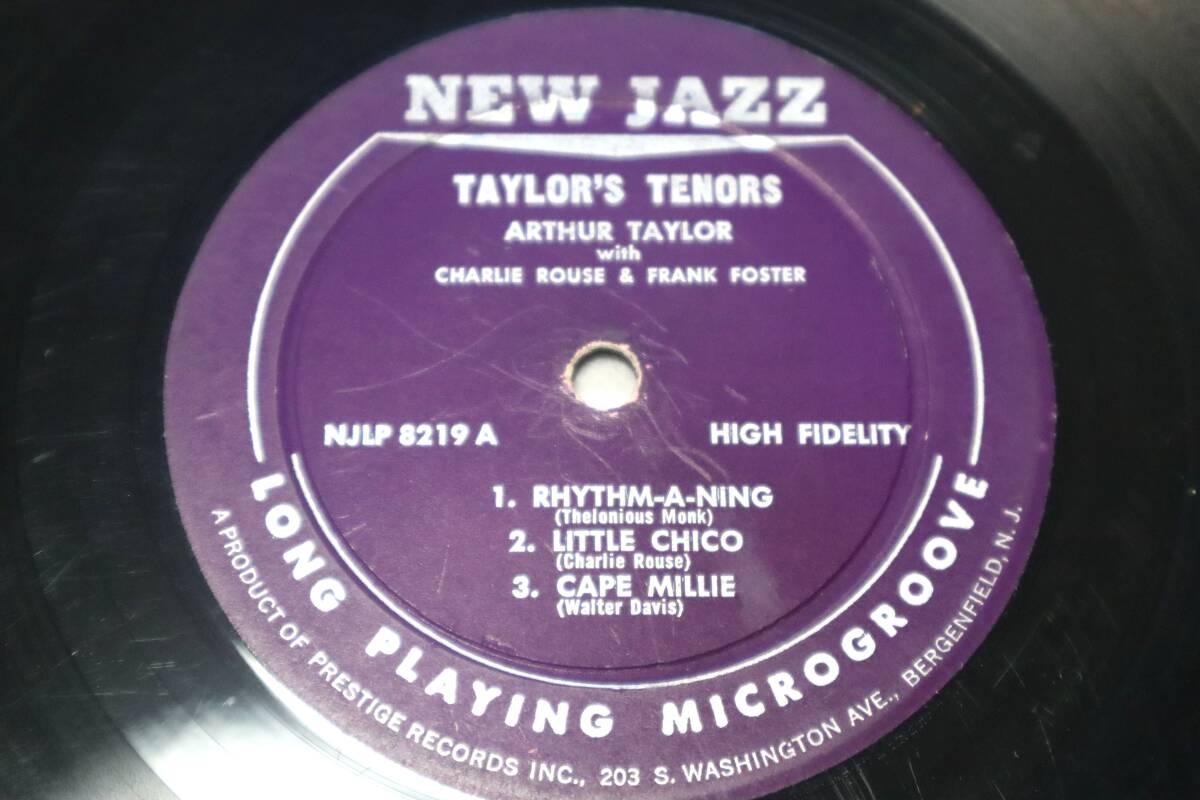 NEW JAZZ
TAYLOR'S TENORS
ARTHUR TAYLOR
with
CHARLIE ROUSE & FRANK FOSTER
NJLP 8219 A
HIGH FIDELITY
1. RHYTHM-A-NING
(Thelonious Monk)
2. LITTLE CHICO
(Charlie Rouse)
3. CAPE MILLIE
(Walter Davis)
LONG PLAYING MICROGROOVE
A PRODUCT OF PRESTIGE RECORDS INC., 203 S. WASHINGTON AVE., BERGENFIELD, N. J.